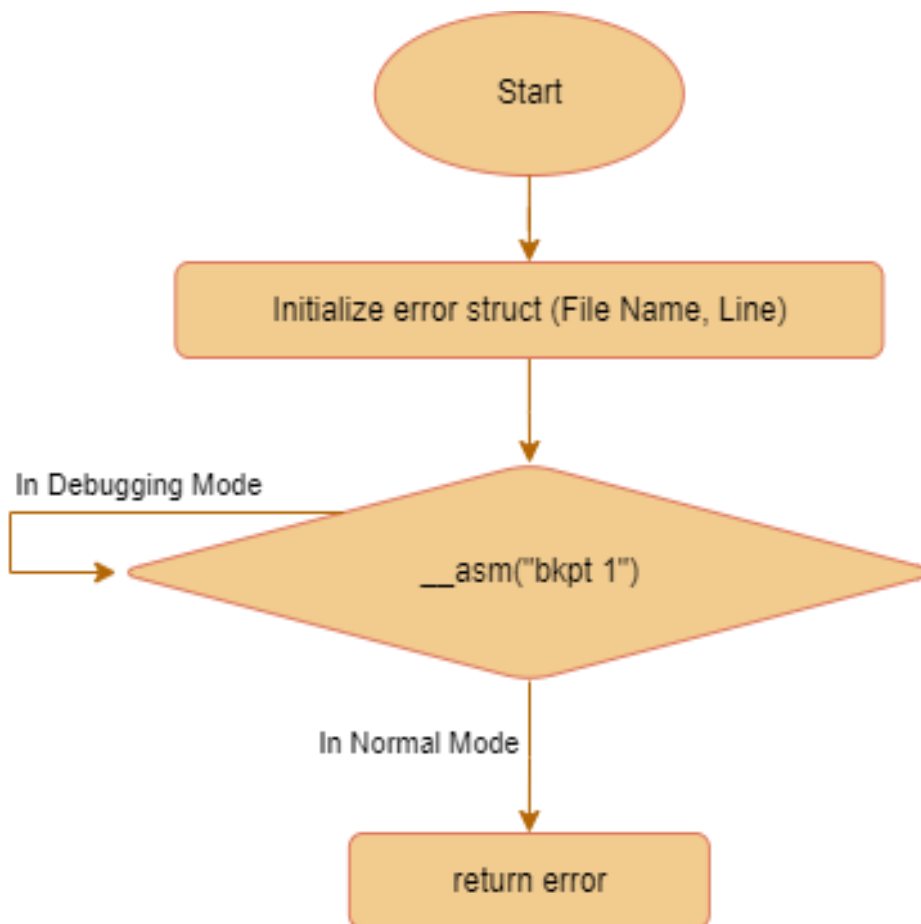 Start
Initialize error struct (File Name, Line)
In Debugging Mode
__asm("bkpt 1")
In Normal Mode
return error